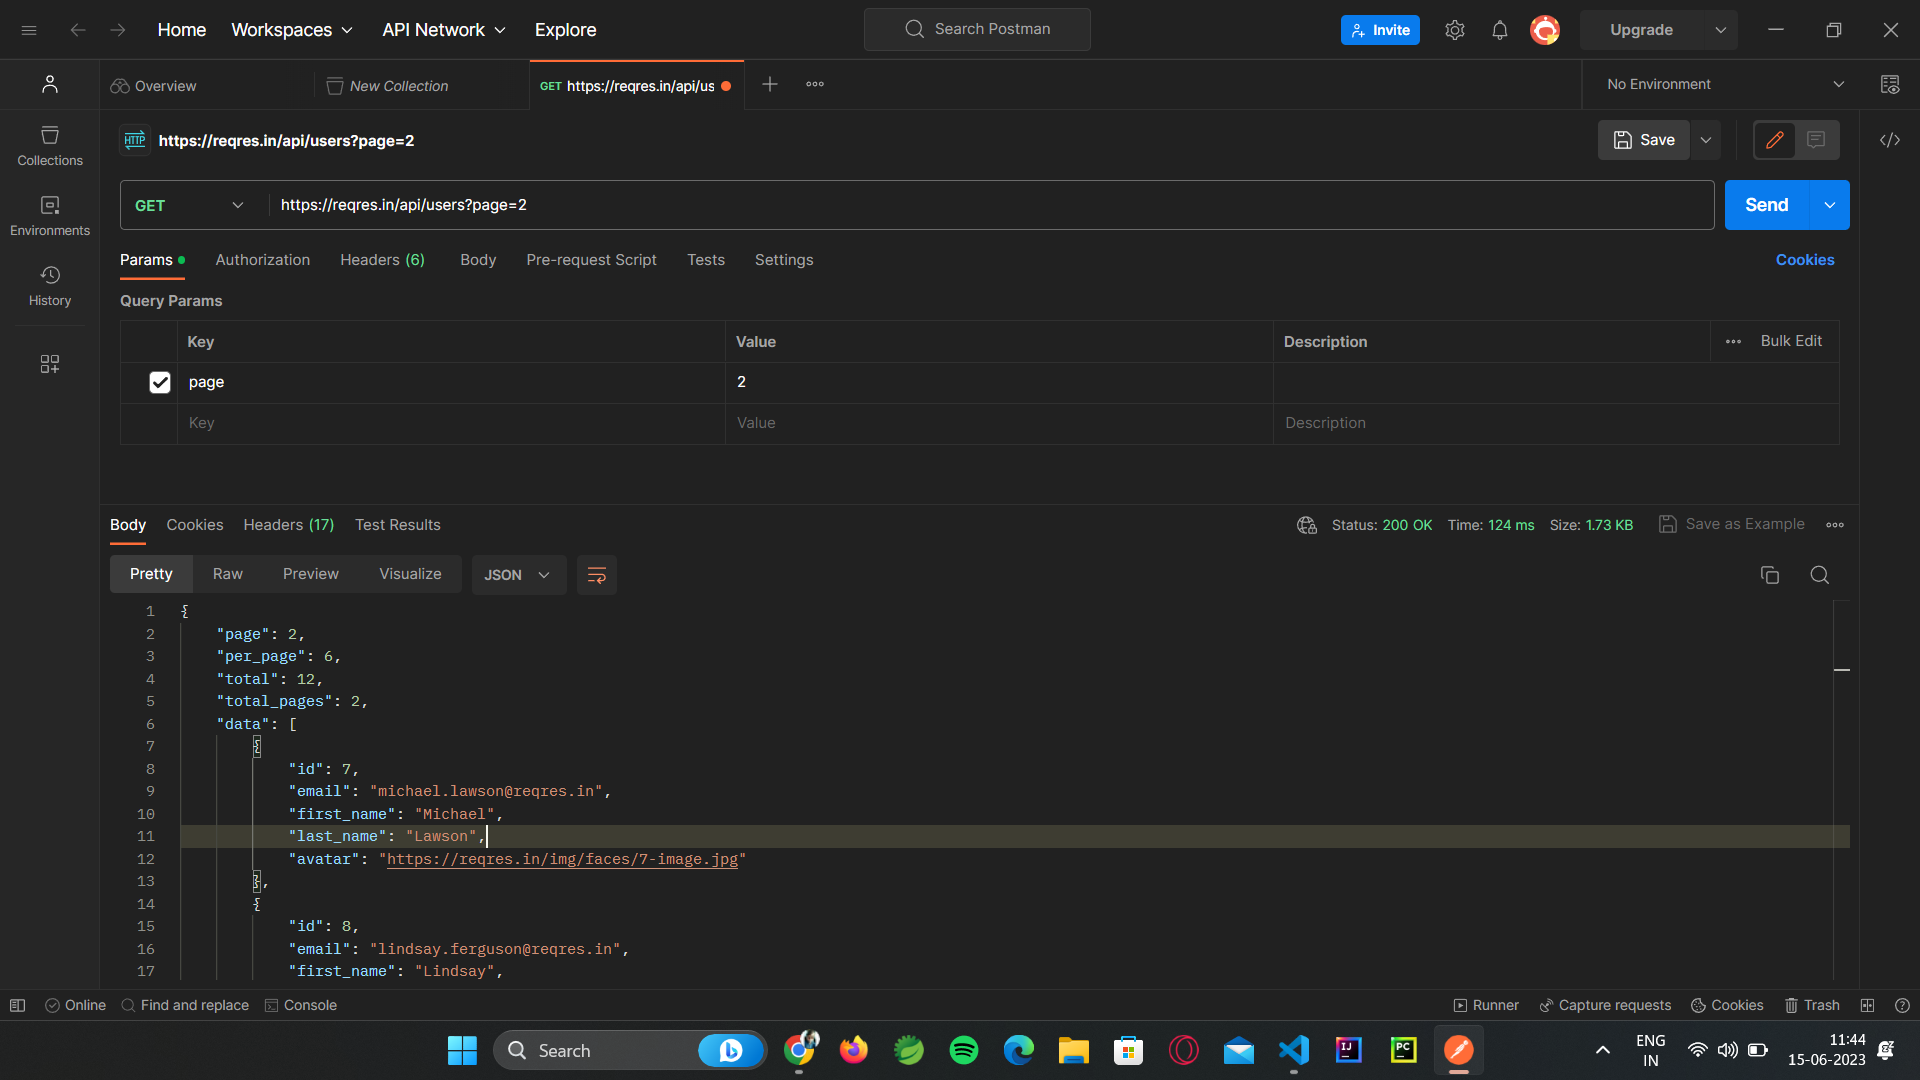 Home Workspaces API Network Explore Search Postman Invite Upgrade
Overview New Collection GET https://reqres.in/api/us No Environment
HTTP https://reqres.in/api/users?page=2 Save
Collections
Environments
History
GET https://reqres.in/api/users?page=2 Send
Params Authorization Headers (6) Body Pre-request Script Tests Settings Cookies
Query Params
Key Value Description Bulk Edit
page 2
Key Value Description
Body Cookies Headers (17) Test Results Status: 200 OK Time: 124 ms Size: 1.73 KB Save as Example
Pretty Raw Preview Visualize JSON
1 {
2 "page": 2,
3 "per_page": 6,
4 "total": 12,
5 "total_pages": 2,
6 "data": [
7 {
8 "id": 7,
9 "email": "michael.lawson@reqres.in",
10 "first_name": "Michael",
11 "last_name": "Lawson",
12 "avatar": "https://reqres.in/img/faces/7-image.jpg"
13 },
14 {
15 "id": 8,
16 "email": "lindsay.ferguson@reqres.in",
17 "first_name": "Lindsay",
Online Find and replace Console Runner Capture requests Cookies Trash
Search IJ PC ENG IN 11:44
15-06-2023